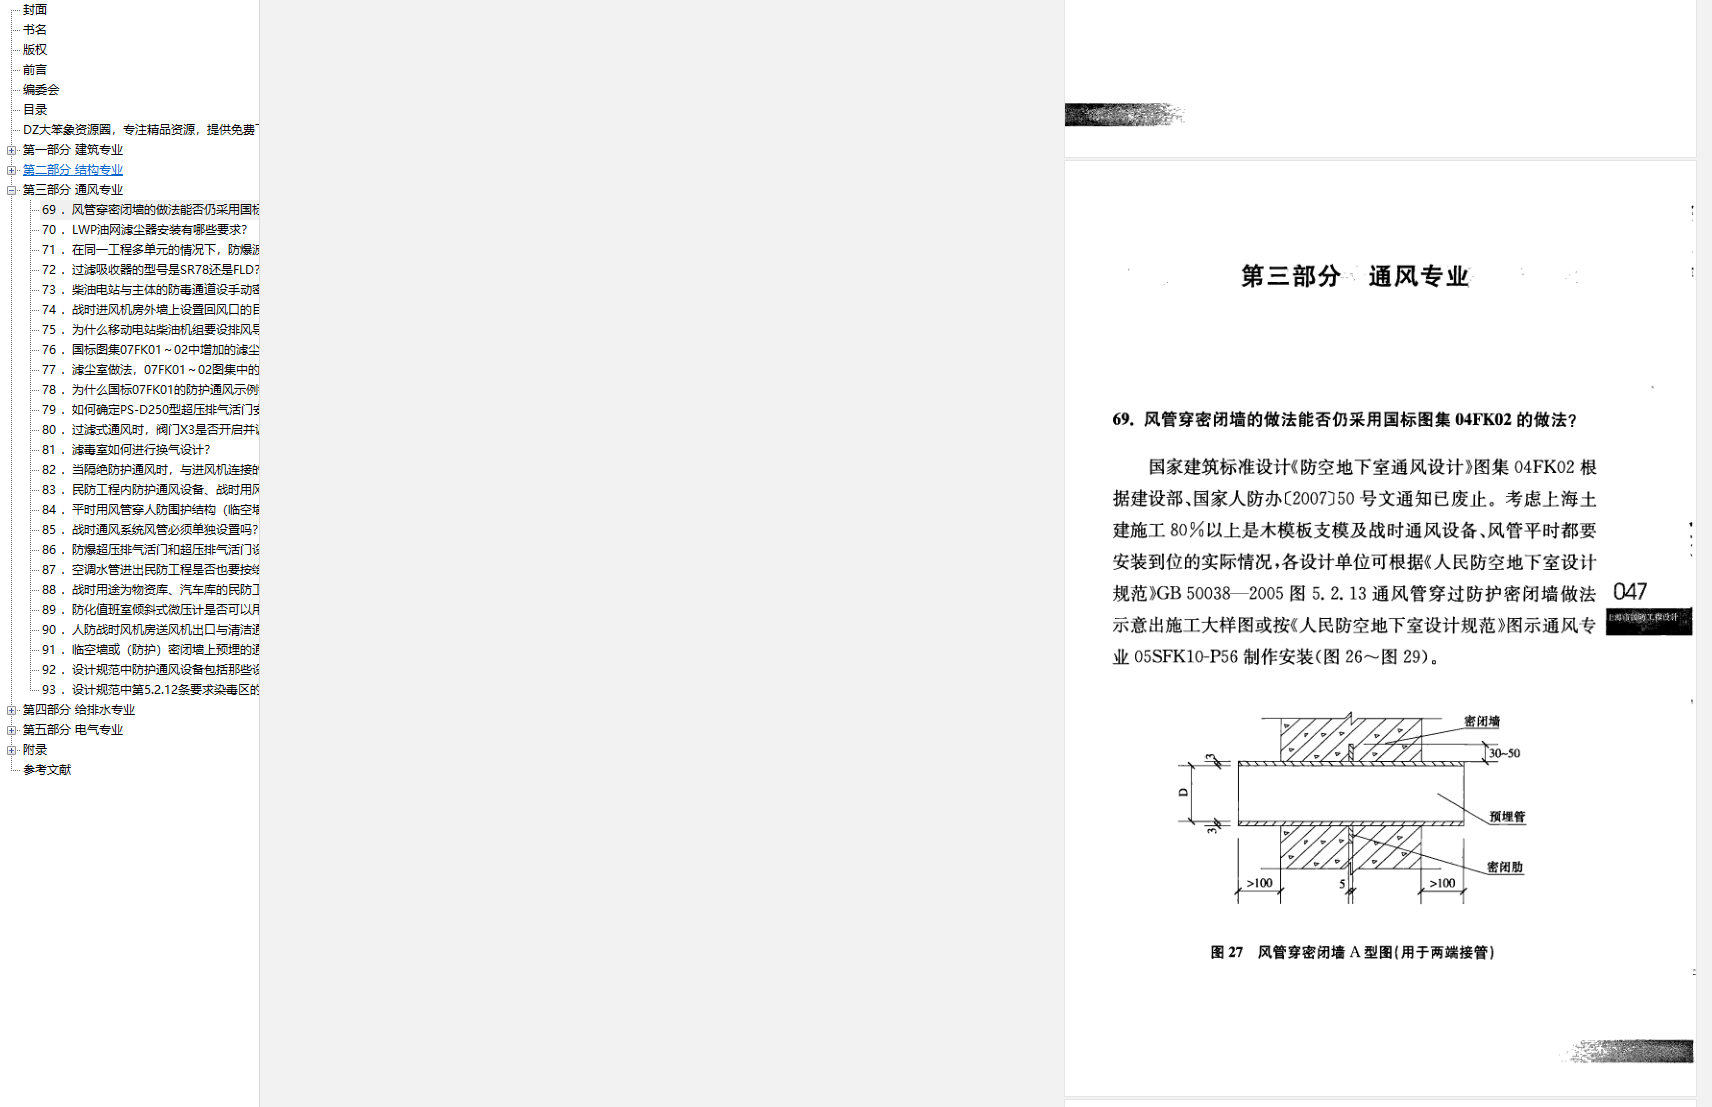 封面
书名
版权
前言
编委会
目录
DZ大笨象资源圈，专注精品资源，提供免费下
第一部分 建筑专业
第二部分 结构专业
第三部分 通风专业
69． 风管穿密闭墙的做法能否仍采用国标
70． LWP油网滤尘器安装有哪些要求?
71． 在同一工程多单元的情况下，防爆波
72． 过滤吸收器的型号是SR78还是FLD?
73． 柴油电站与主体的防毒通道设手动密
74． 战时进风机房外墙上设置回风口的目
75． 为什么移动电站柴油机组要设排风导
76． 国标图集07FK01～02中增加的滤尘
77． 滤尘室做法，07FK01～02图集中的
78． 为什么国标07FK01的防护通风示例
79． 如何确定PS-D250型超压排气活门安
80． 过滤式通风时，阀门X3是否开启并调
81． 滤毒室如何进行换气设计?
82． 当隔绝防护通风时，与进风机连接的
83． 民防工程内防护通风设备、战时用风
84． 平时用风管穿人防围护结构（临空墙
85． 战时通风系统风管必须单独设置吗?
86． 防爆超压排气活门和超压排气活门设
87． 空调水管进出民防工程是否也要按给
88． 战时用途为物资库、汽车库的民防工
89． 防化值班室倾斜式微压计是否可以用
90． 人防战时风机房送风机出口与清洁通
91． 临空墙或（防护）密闭墙上预埋的通
92． 设计规范中防护通风设备包括那些设
93． 设计规范中第5.2.12条要求染毒区的
第四部分 给排水专业
第五部分 电气专业
附录
参考文献
第三部分　通风专业
69. 风管穿密闭墙的做法能否仍采用国标图集 04FK02 的做法?
国家建筑标准设计《防空地下室通风设计》图集 04FK02 根
据建设部、国家人防办〔2007〕50 号文通知已废止。考虑上海土
建施工 80%以上是木模板支模及战时通风设备、风管平时都要
安装到位的实际情况，各设计单位可根据《人民防空地下室设计
规范》GB 50038—2005 图 5.2.13 通风管穿过防护密闭墙做法
示意出施工大样图或按《人民防空地下室设计规范》图示通风专
业 05SFK10-P56 制作安装(图 26～图 29)。
047
上海市民防工程设计
密闭墙
30~50
3
D
预埋管
3
密闭肋
>100
5
>100
图 27　风管穿密闭墙 A 型图(用于两端接管)